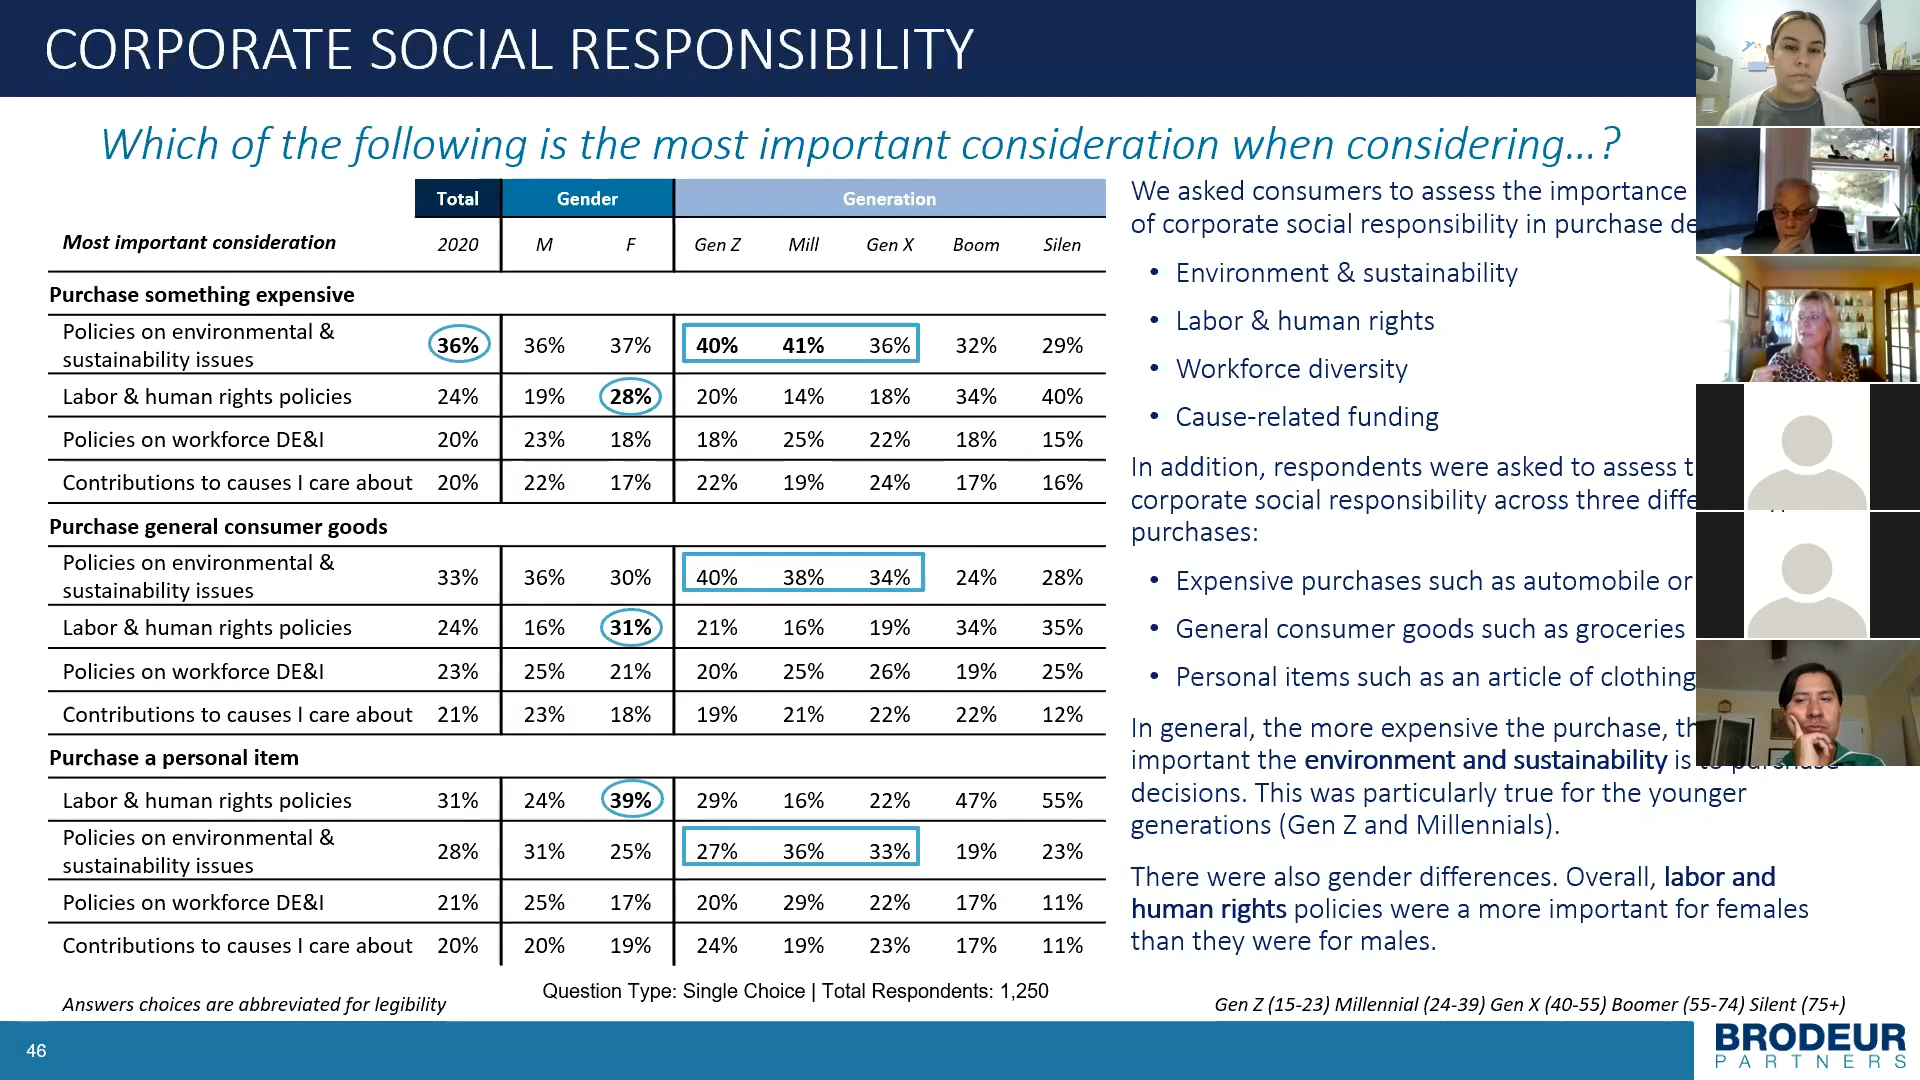 CORPORATE SOCIAL RESPONSIBILITY
Which of the following is the most important consideration when considering...?
Total Gender Generation
Most important consideration 2020 M F Gen Z Mill Gen X Boom Silen
Purchase something expensive
Policies on environmental &
sustainability issues 36% 36% 37% 40% 41% 36% 32% 29%
Labor & human rights policies 24% 19% 28% 20% 14% 18% 34% 40%
Policies on workforce DE&I 20% 23% 18% 18% 25% 22% 18% 15%
Contributions to causes I care about 20% 22% 17% 22% 19% 24% 17% 16%
Purchase general consumer goods
Policies on environmental &
sustainability issues 33% 36% 30% 40% 38% 34% 24% 28%
Labor & human rights policies 24% 16% 31% 21% 16% 19% 34% 35%
Policies on workforce DE&I 23% 25% 21% 20% 25% 26% 19% 25%
Contributions to causes I care about 21% 23% 18% 19% 21% 22% 22% 12%
Purchase a personal item
Labor & human rights policies 31% 24% 39% 29% 16% 22% 47% 55%
Policies on environmental &
sustainability issues 28% 31% 25% 27% 36% 33% 19% 23%
Policies on workforce DE&I 21% 25% 17% 20% 29% 22% 17% 11%
Contributions to causes I care about 20% 20% 19% 24% 19% 23% 17% 11%
Answers choices are abbreviated for legibility
Question Type: Single Choice | Total Respondents: 1,250
We asked consumers to assess the importance
of corporate social responsibility in purchase
• Environment & sustainability
• Labor & human rights
• Workforce diversity
• Cause-related funding
In addition, respondents were asked to assess
corporate social responsibility across three
purchases:
• Expensive purchases such as automobile or
• General consumer goods such as groceries
• Personal items such as an article of clothing
In general, the more expensive the purchase,
important the environment and sustainability is to purchase
decisions. This was particularly true for the younger
generations (Gen Z and Millennials).
There were also gender differences. Overall, labor and
human rights policies were a more important for females
than they were for males.
Gen Z (15-23) Millennial (24-39) Gen X (40-55) Boomer (55-74) Silent (75+)
46
BRODEUR
PARTNERS